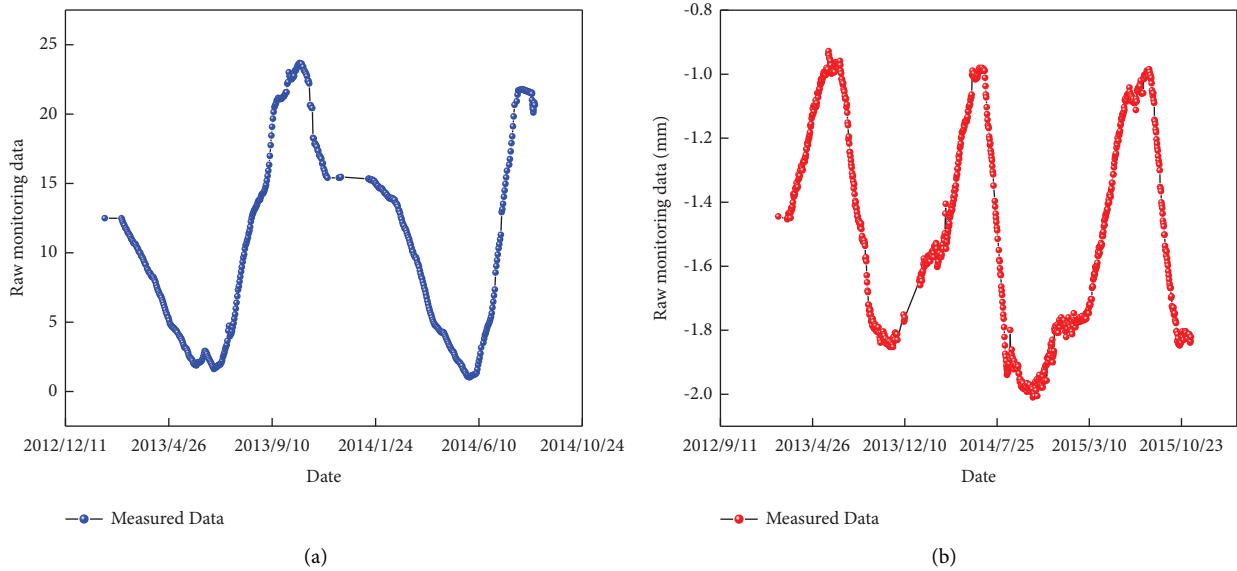 25
20
15
10
5
0
Raw monitoring data
2012/12/11 2013/4/26 2013/9/10 2014/1/24 2014/6/10 2014/10/24
Date
Measured Data
(a)
-0.8
-1.0
-1.2
-1.4
-1.6
-1.8
-2.0
Raw monitoring data (mm)
2012/9/11 2013/4/26 2013/12/10 2014/7/25 2015/3/10 2015/10/23
Date
Measured Data
(b)